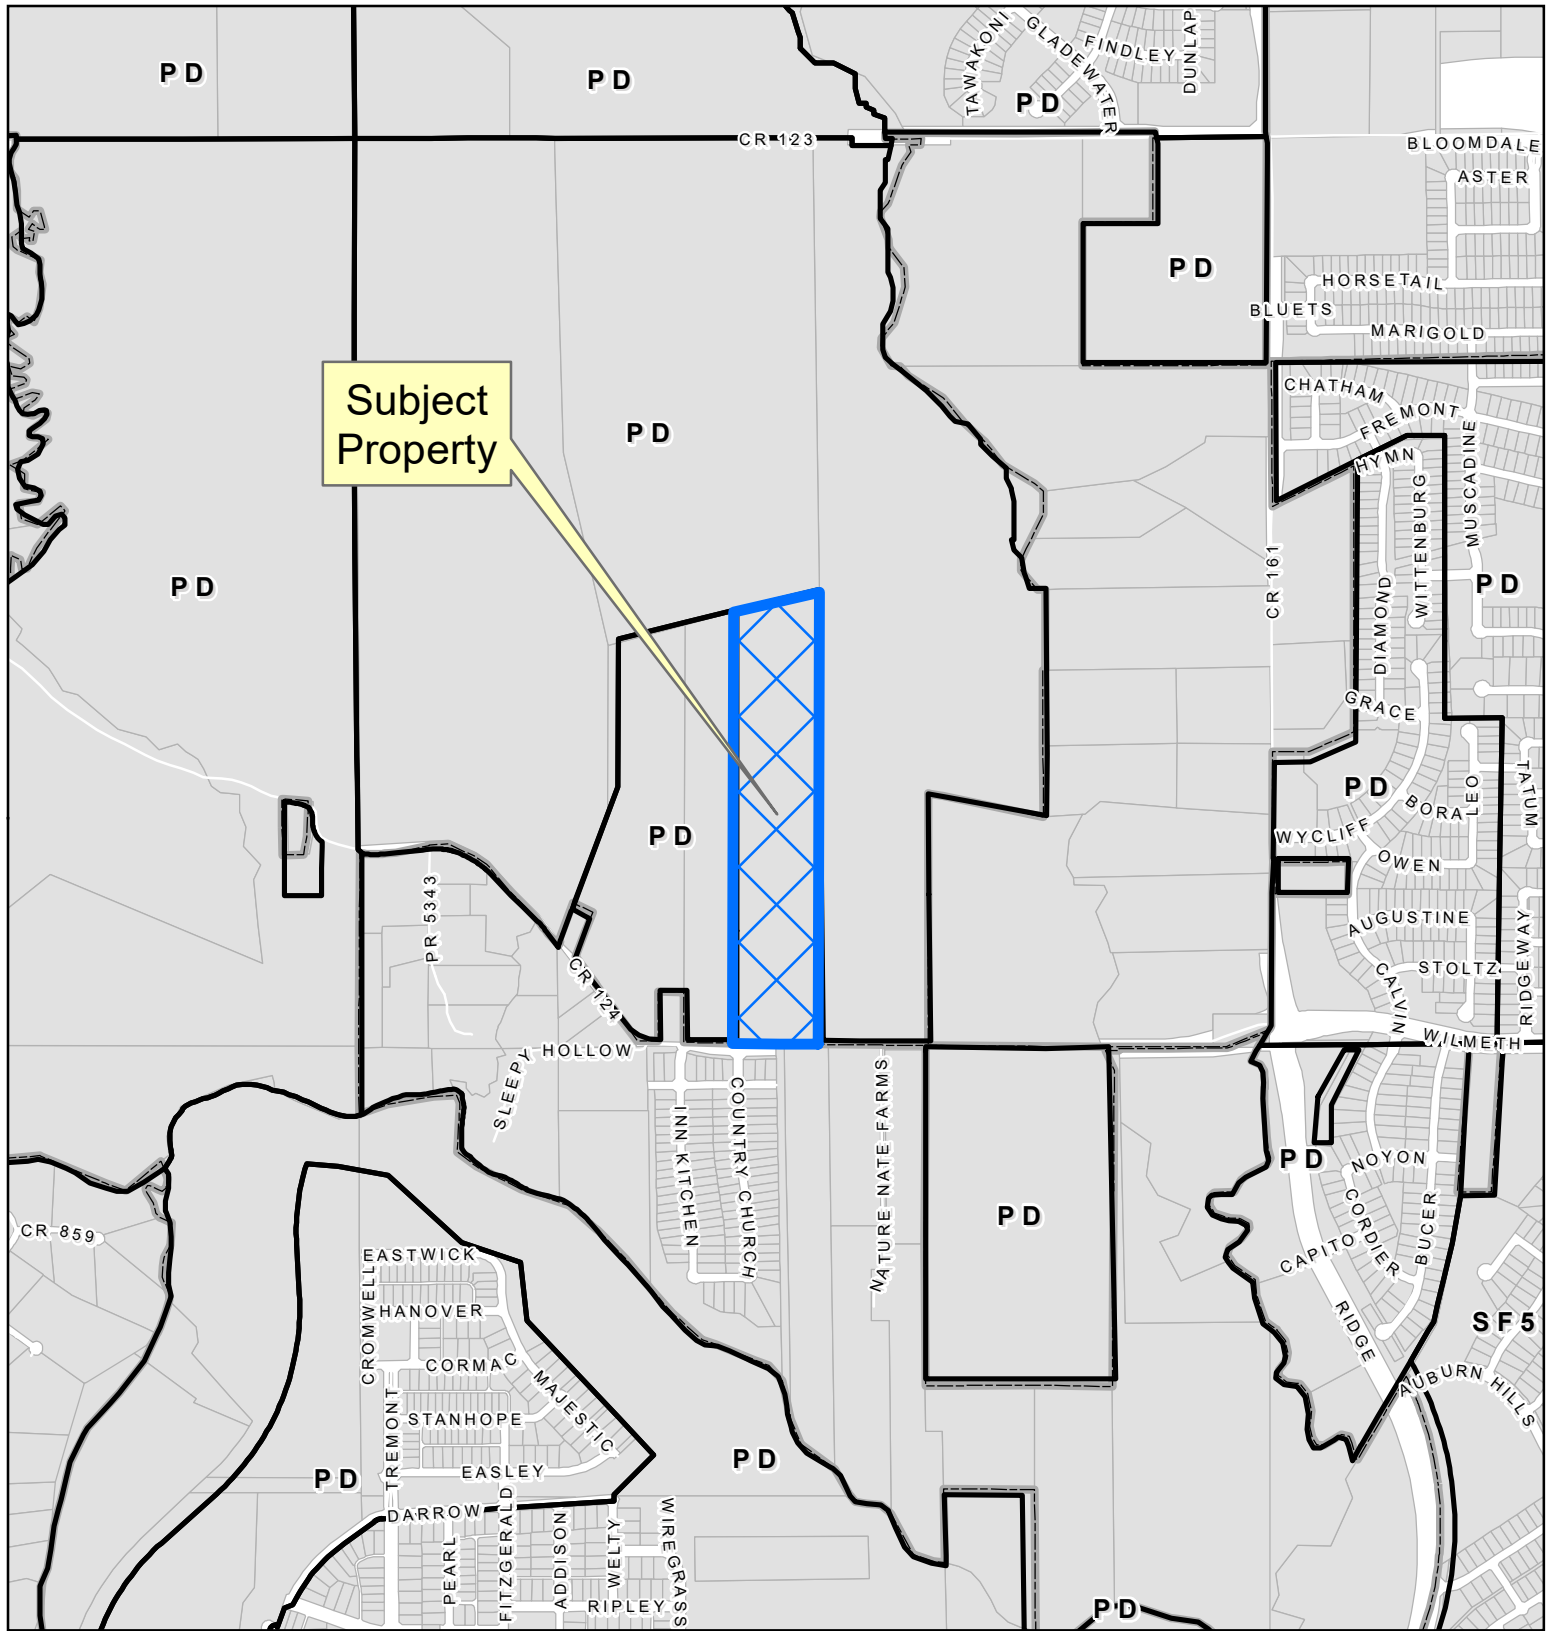 PD
PD
TAWAKONI
GLADEWATER
FINDLEY
DUNLAP
PD
CR 123
BLOOMDALE
ASTER
PD
HORSETAIL
BLUETS
MARIGOLD
Subject
Property
PD
CHATHAM
FREMONT
HYMN
WITTENBURG
MUSCADINE
CR 161
PD
PD
DIAMOND
GRACE
PD
BORA
LEO
TATUM
WYCLIFF
OWEN
PD
PR 5343
AUGUSTINE
RIDGEWAY
STOLTZ
CALVIN
CR 124
WILMETH
HOLLOW
SLEEPY
INN KITCHEN
COUNTRY CHURCH
NATURE NATE FARMS
PD
NOYON
CORDIER
BUCER
CAPITO
PD
CR 859
EASTWICK
CROMWELL
HANOVER
CORMAC
MAJESTIC
RIDGE
SF5
AUBURN HILLS
TREMONT
STANHOPE
EASLEY
PD
PD
DARROW
PEARL
FITZGERALD
ADDISON
WELTY
WIREGRASS
RIPLEY
PD